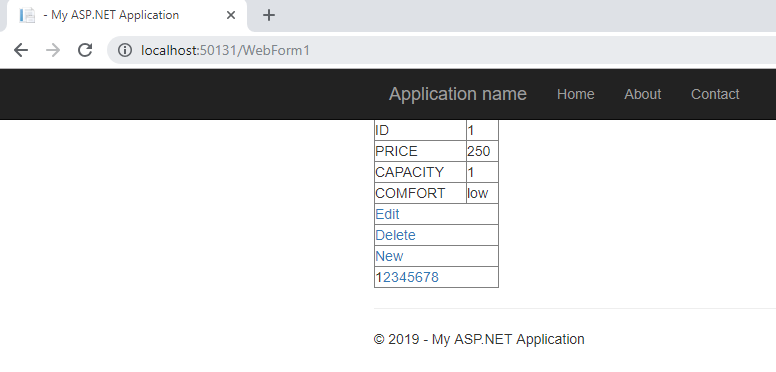 - My ASP.NET Application
localhost:50131/WebForm1
Application name Home About Contact
ID 1
PRICE 250
CAPACITY 1
COMFORT low
Edit
Delete
New
12345678
© 2019 - My ASP.NET Application